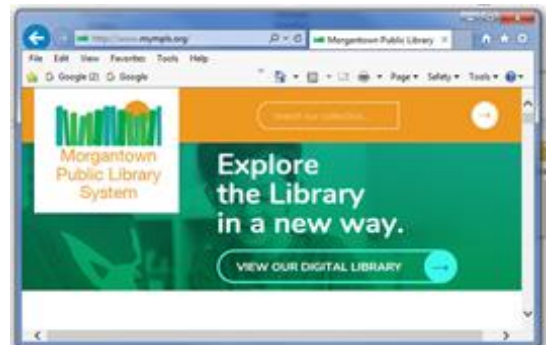 http://www.mympls.org/
Morgantown Public Library
File Edit View Favorites Tools Help
Google (2) Google
Page Safety Tools
Search our collection...
Morgantown
Public Library
System
Explore
the Library
in a new way.
VIEW OUR DIGITAL LIBRARY